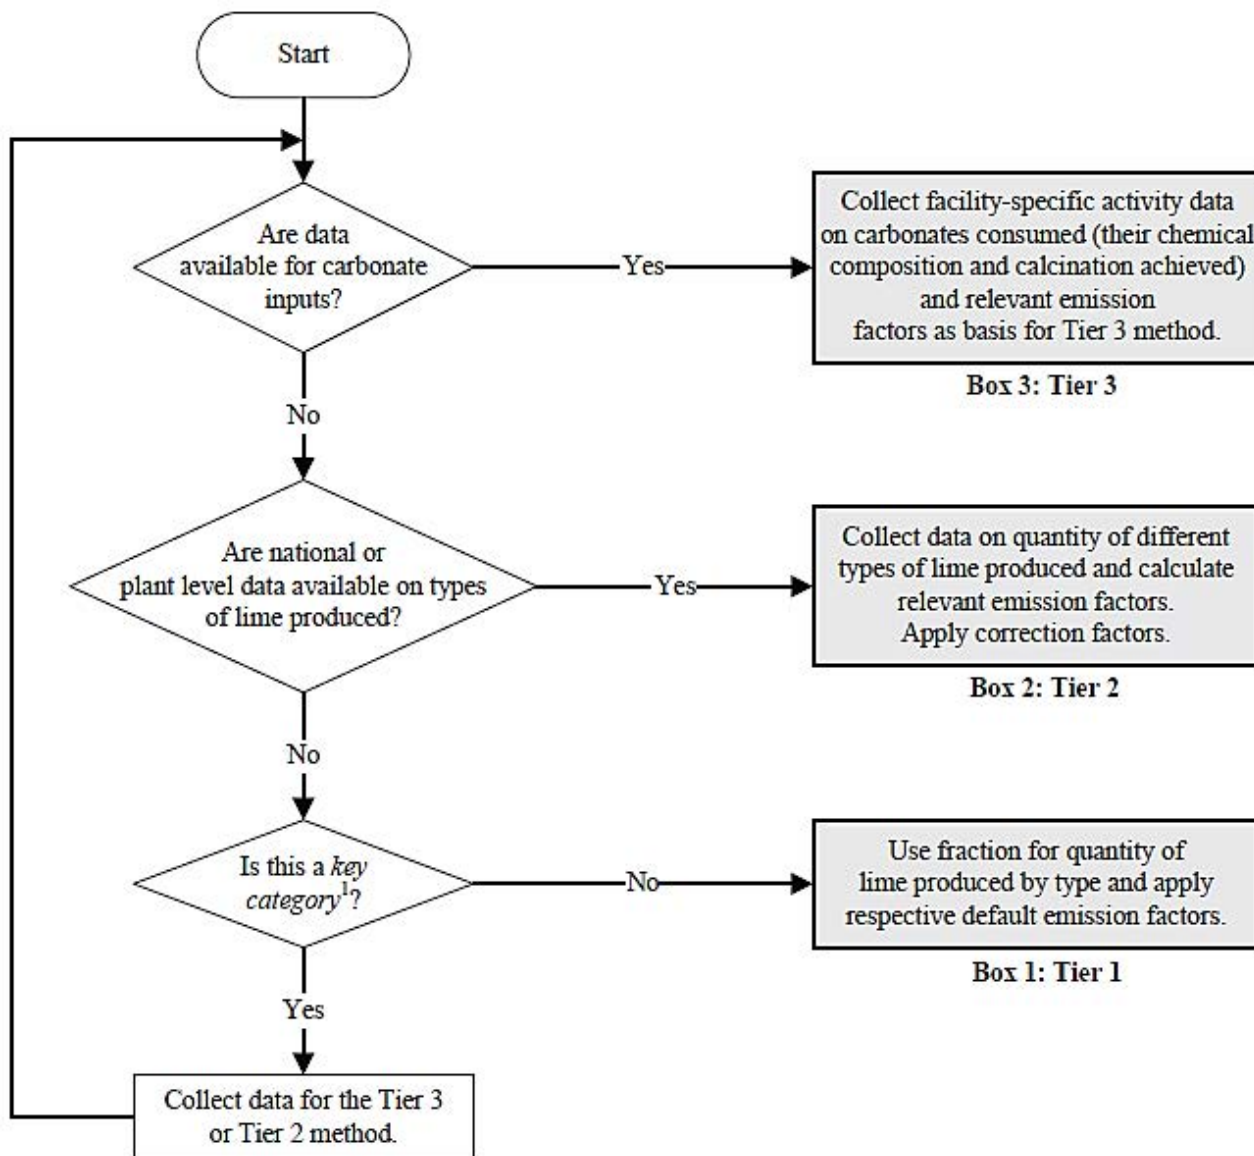 Start
Are data
available for carbonate
inputs?
Yes
Collect facility-specific activity data
on carbonates consumed (their chemical
composition and calcination achieved)
and relevant emission
factors as basis for Tier 3 method.
Box 3: Tier 3
No
Are national or
plant level data available on types
of lime produced?
Yes
Collect data on quantity of different
types of lime produced and calculate
relevant emission factors.
Apply correction factors.
Box 2: Tier 2
No
Is this a key
category¹?
No
Use fraction for quantity of
lime produced by type and apply
respective default emission factors.
Box 1: Tier 1
Yes
Collect data for the Tier 3
or Tier 2 method.